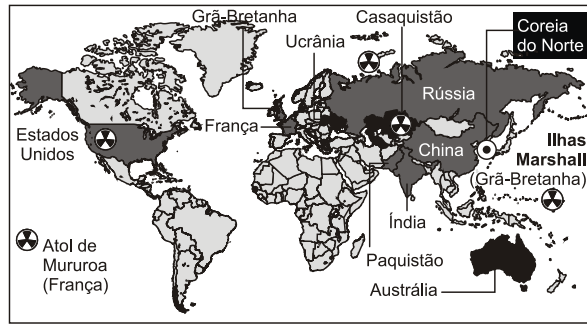 Grã-Bretanha
Casaquistão
Coreia
do Norte
Ucrânia
Rússia
Estados
Unidos
França
China
Ilhas
Marshall
(Grã-Bretanha)
Índia
Atol de
Mururoa
(França)
Paquistão
Austrália